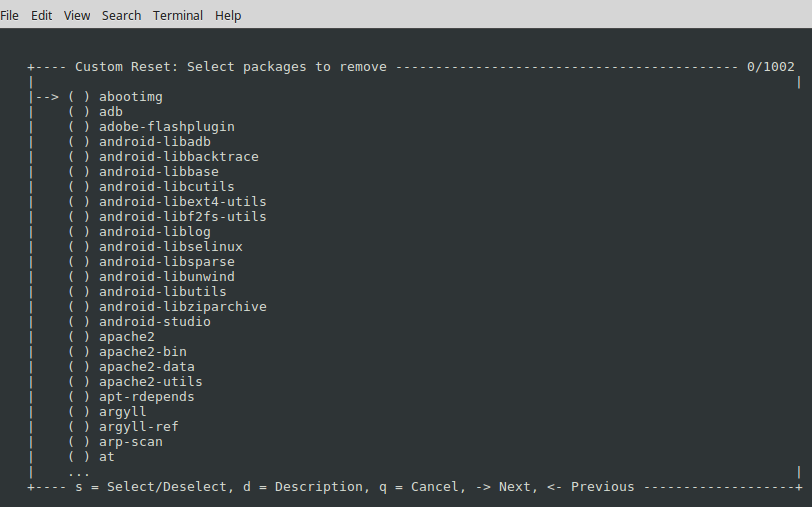 File Edit View Search Terminal Help
+---- Custom Reset: Select packages to remove ------------------------------------------- 0/1002
| |
|--> ( ) abootimg
| ( ) adb
| ( ) adobe-flashplugin
| ( ) android-libadb
| ( ) android-libbacktrace
| ( ) android-libbase
| ( ) android-libcutils
| ( ) android-libext4-utils
| ( ) android-libf2fs-utils
| ( ) android-liblog
| ( ) android-libselinux
| ( ) android-libsparse
| ( ) android-libunwind
| ( ) android-libutils
| ( ) android-libziparchive
| ( ) android-studio
| ( ) apache2
| ( ) apache2-bin
| ( ) apache2-data
| ( ) apache2-utils
| ( ) apt-rdepends
| ( ) argyll
| ( ) argyll-ref
| ( ) arp-scan
| ( ) at
| ... |
+---- s = Select/Deselect, d = Description, q = Cancel, -> Next, <- Previous -------------------+